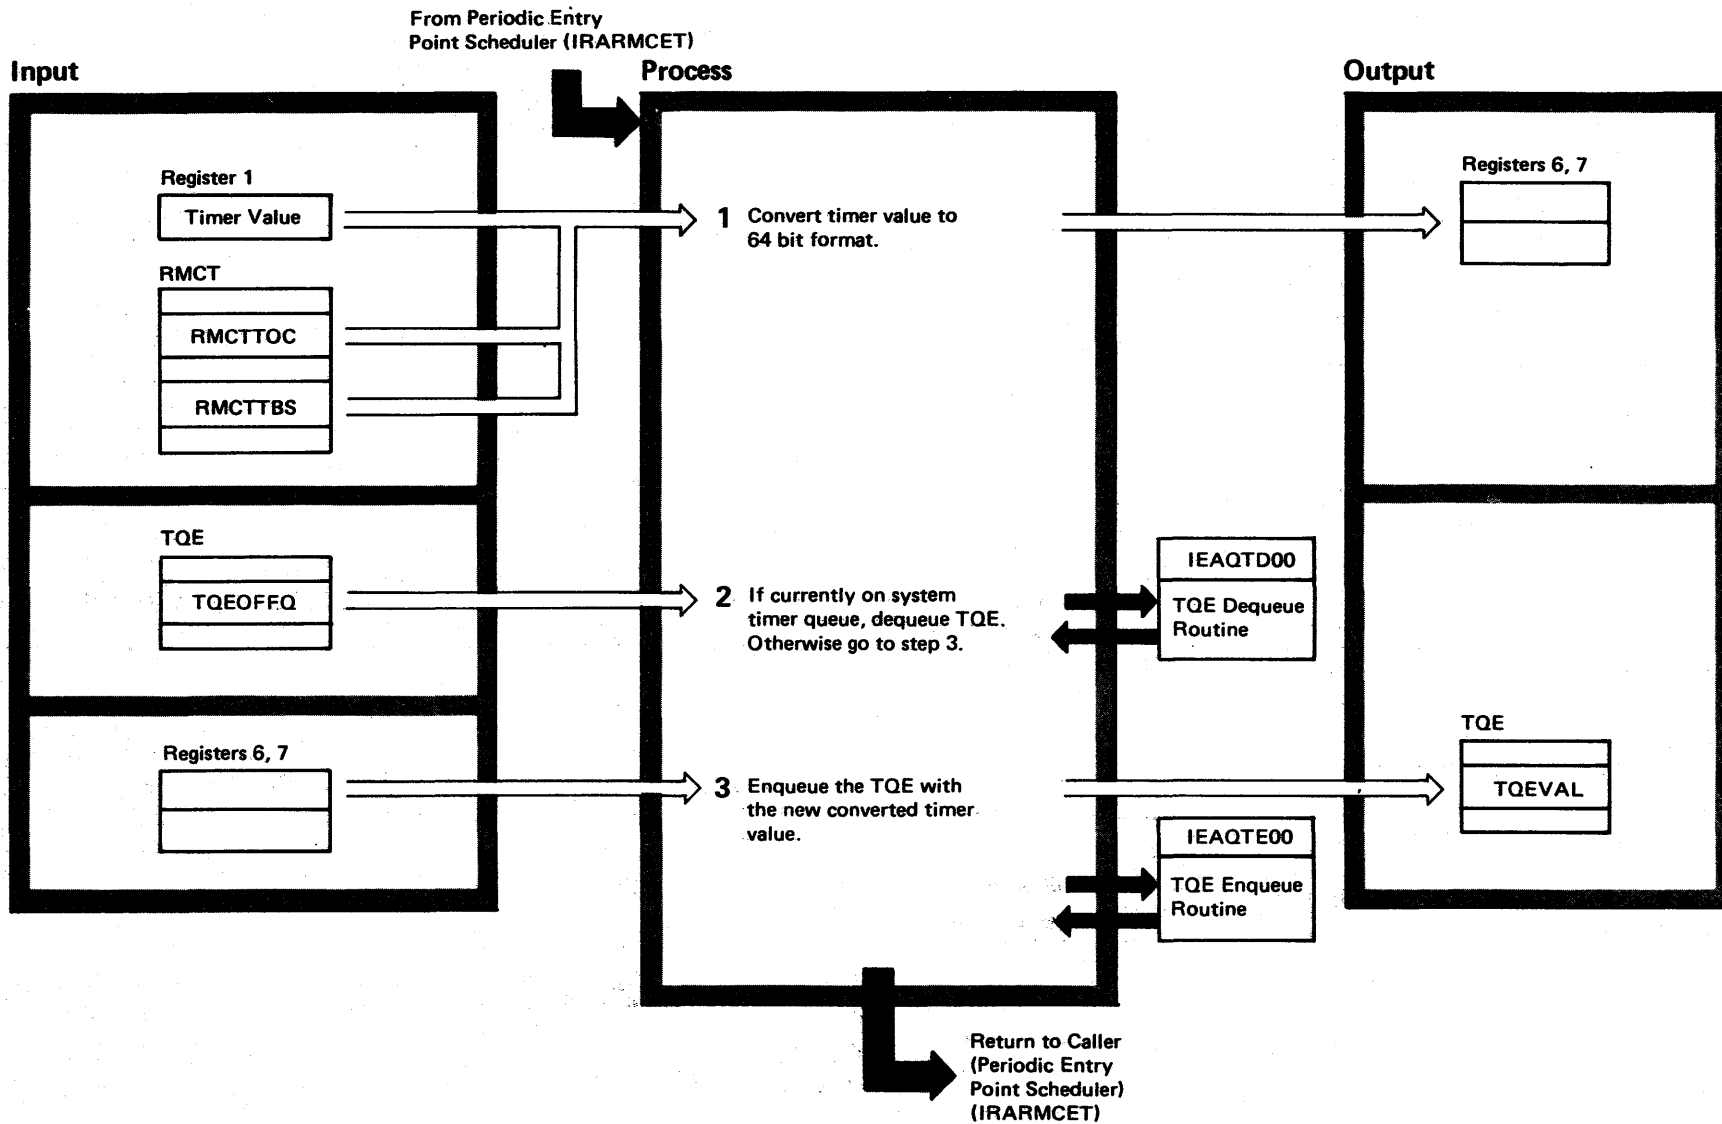 From Periodic Entry
Point Scheduler (IRARMCET)
Input
Process
Output
Register 1
Timer Value
RMCT
RMCTTOC
RMCTTBS
1 Convert timer value to
64 bit format.
Registers 6, 7
TQE
TQEOFFQ
2 If currently on system
timer queue, dequeue TQE.
Otherwise go to step 3.
IEAQTD00
TQE Dequeue
Routine
Registers 6, 7
3 Enqueue the TQE with
the new converted timer
value.
TQE
TQEVAL
IEAQTE00
TQE Enqueue
Routine
Return to Caller
(Periodic Entry
Point Scheduler)
(IRARMCET)